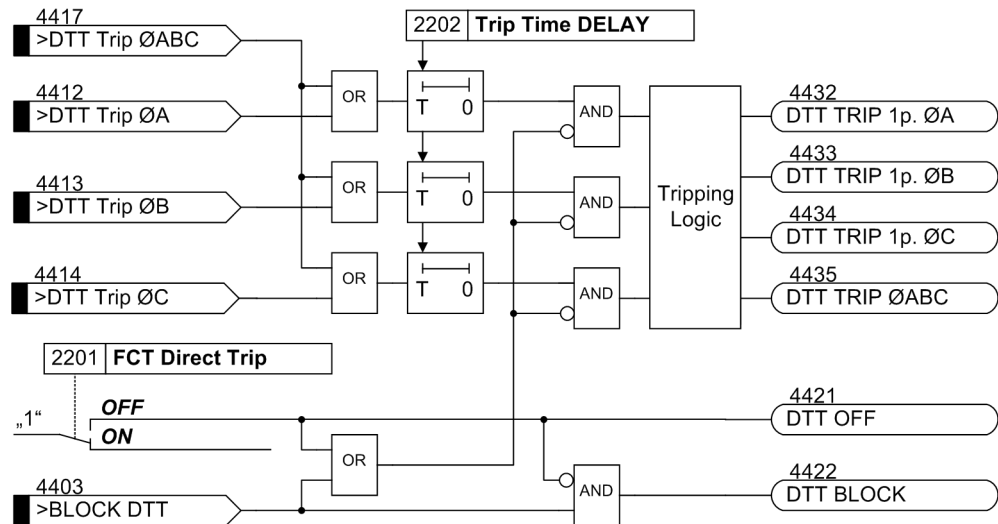 4417
>DTT Trip ØABC
2202 Trip Time DELAY
4412
>DTT Trip ØA
OR
T 0
AND
4432
DTT TRIP 1p. ØA
4433
DTT TRIP 1p. ØB
4413
>DTT Trip ØB
OR
T 0
AND
Tripping
Logic
4434
DTT TRIP 1p. ØC
4414
>DTT Trip ØC
OR
T 0
AND
4435
DTT TRIP ØABC
2201 FCT Direct Trip
„1“
OFF
ON
4421
DTT OFF
OR
4403
>BLOCK DTT
AND
4422
DTT BLOCK